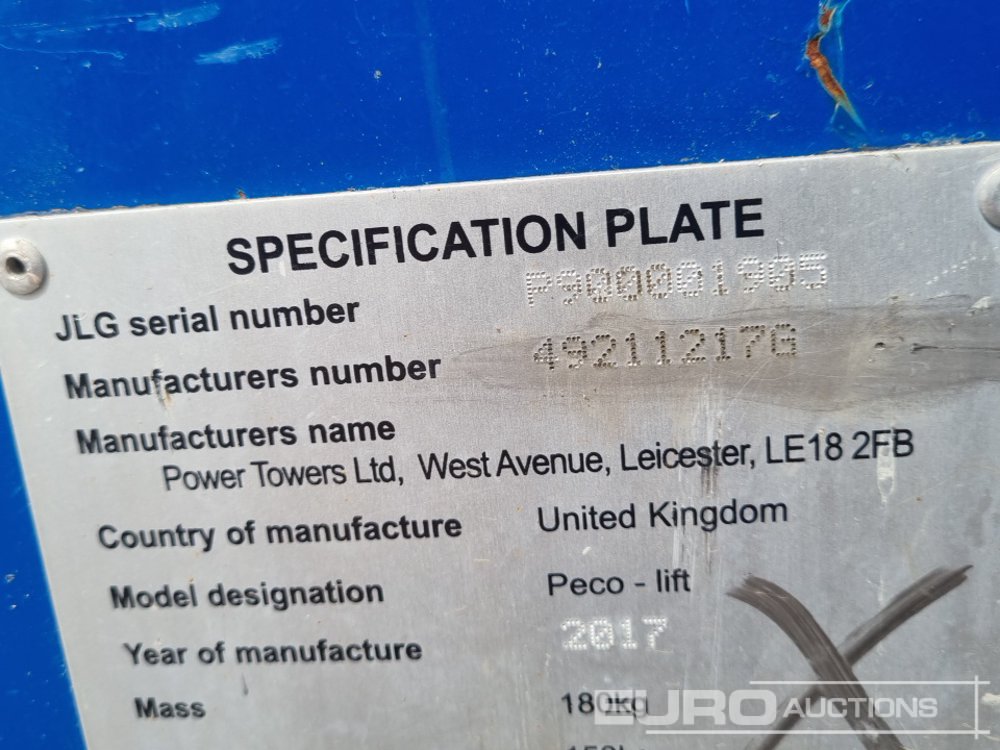 SPECIFICATION PLATE
JLG serial number P900001905
Manufacturers number 49211217G
Manufacturers name
Power Towers Ltd, West Avenue, Leicester, LE18 2FB
Country of manufacture United Kingdom
Model designation Peco - lift
Year of manufacture 2017
Mass 180kg
EURO AUCTIONS